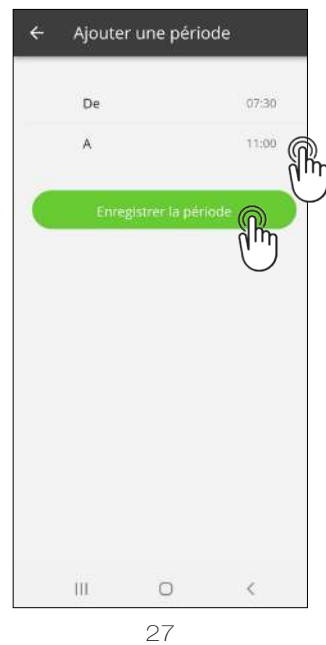 Ajouter une période
De 07:30
A 11:00
Enregistrer la période
27